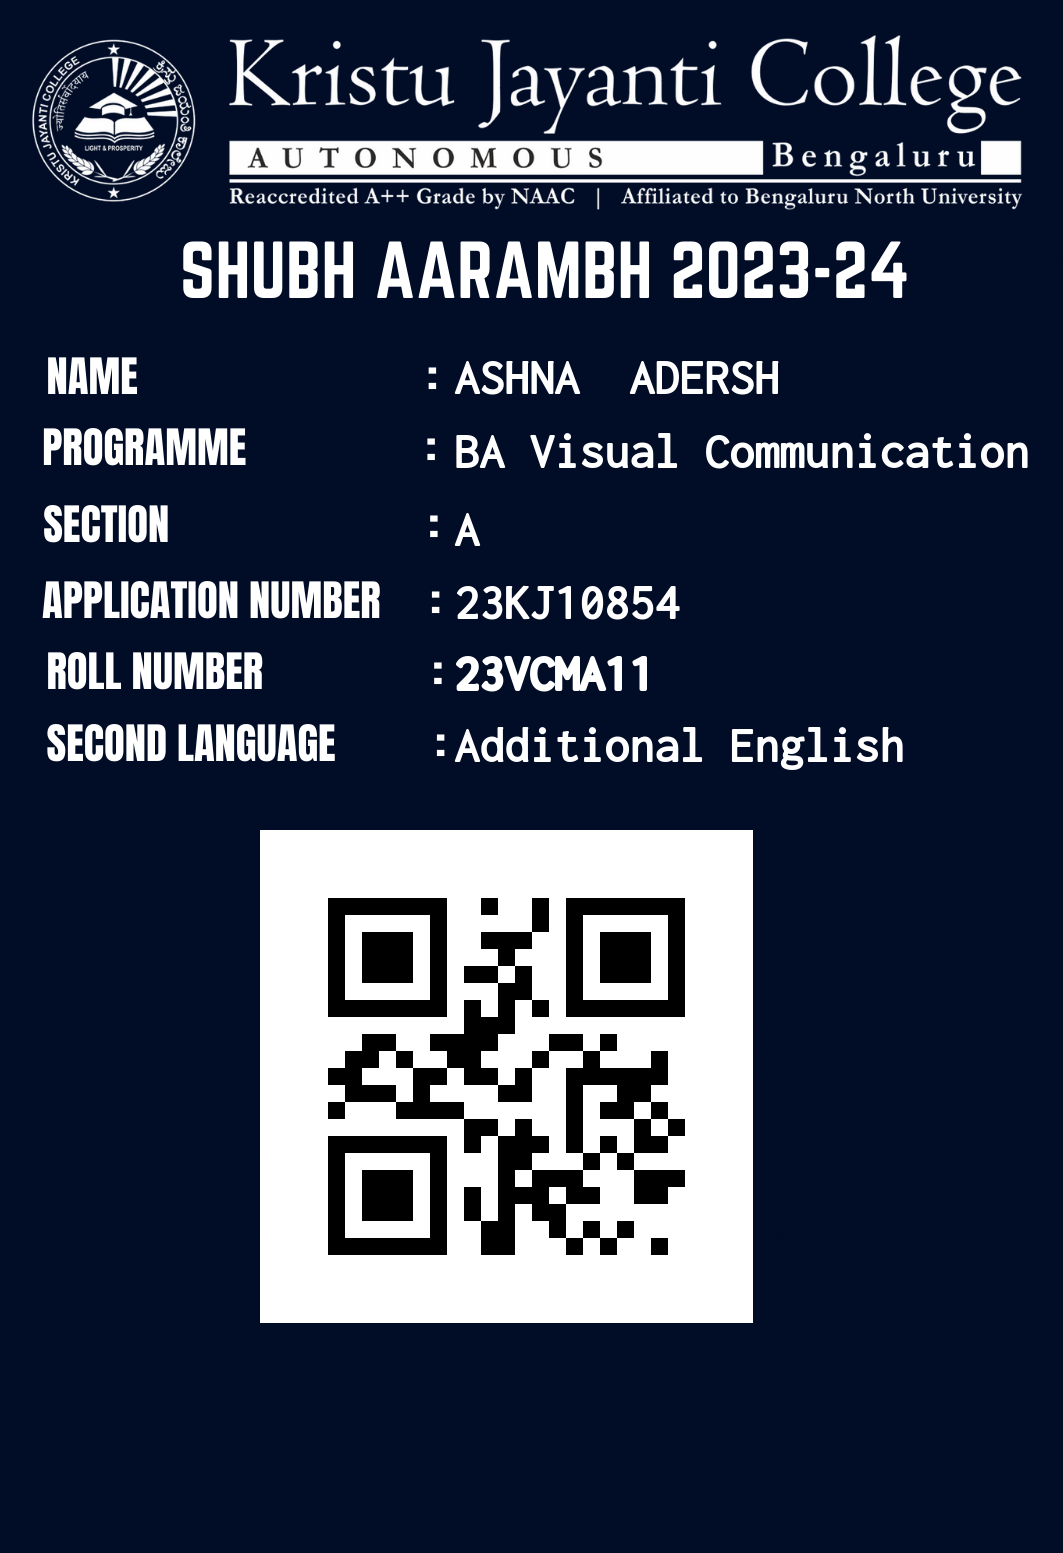 Kristu Jayanti College
AUTONOMOUS Bengaluru
Reaccredited A++ Grade by NAAC | Affiliated to Bengaluru North University
KRISTU JAYANTI COLLEGE
LIGHT & PROSPERITY
SHUBH AARAMBH 2023-24
NAME : ASHNA ADERSH
PROGRAMME : BA Visual Communication
SECTION : A
APPLICATION NUMBER : 23KJ10854
ROLL NUMBER : 23VCMA11
SECOND LANGUAGE : Additional English